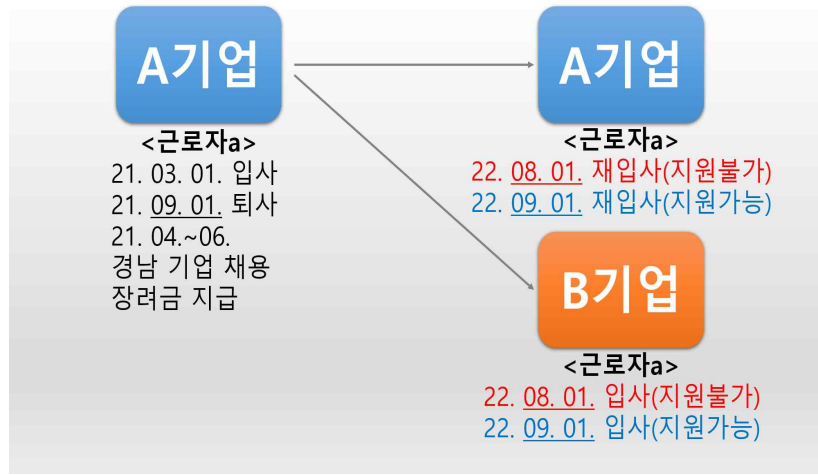 A기업
<근로자a>
21. 03. 01. 입사
21. 09. 01. 퇴사
21. 04.~06.
경남 기업 채용
장려금 지급
A기업
<근로자a>
22. 08. 01. 재입사(지원불가)
22. 09. 01. 재입사(지원가능)
B기업
<근로자a>
22. 08. 01. 입사(지원불가)
22. 09. 01. 입사(지원가능)